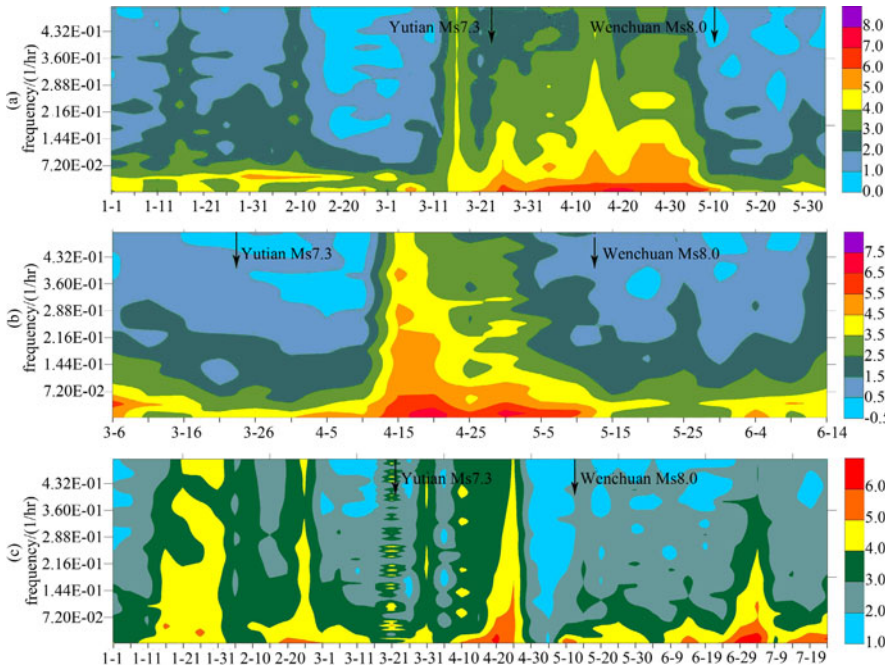 Yutian Ms7.3
Wenchuan Ms8.0
(a)
frequency/(1/hr)
4.32E-01
3.60E-01
2.88E-01
2.16E-01
1.44E-01
7.20E-02
1-1 1-11 1-21 1-31 2-10 2-20 3-1 3-11 3-21 3-31 4-10 4-20 4-30 5-10 5-20 5-30
8.0
7.0
6.0
5.0
4.0
3.0
2.0
1.0
0.0
Yutian Ms7.3
Wenchuan Ms8.0
(b)
frequency/(1/hr)
4.32E-01
3.60E-01
2.88E-01
2.16E-01
1.44E-01
7.20E-02
3-6 3-16 3-26 4-5 4-15 4-25 5-5 5-15 5-25 6-4 6-14
7.5
6.5
5.5
4.5
3.5
2.5
1.5
0.5
-0.5
Yutian Ms7.3
Wenchuan Ms8.0
(c)
frequency/(1/hr)
4.32E-01
3.60E-01
2.88E-01
2.16E-01
1.44E-01
7.20E-02
1-1 1-11 1-21 1-31 2-10 2-20 3-1 3-11 3-21 3-31 4-10 4-20 4-30 5-10 5-20 5-30 6-9 6-19 6-29 7-9 7-19
6.0
5.0
4.0
3.0
2.0
1.0